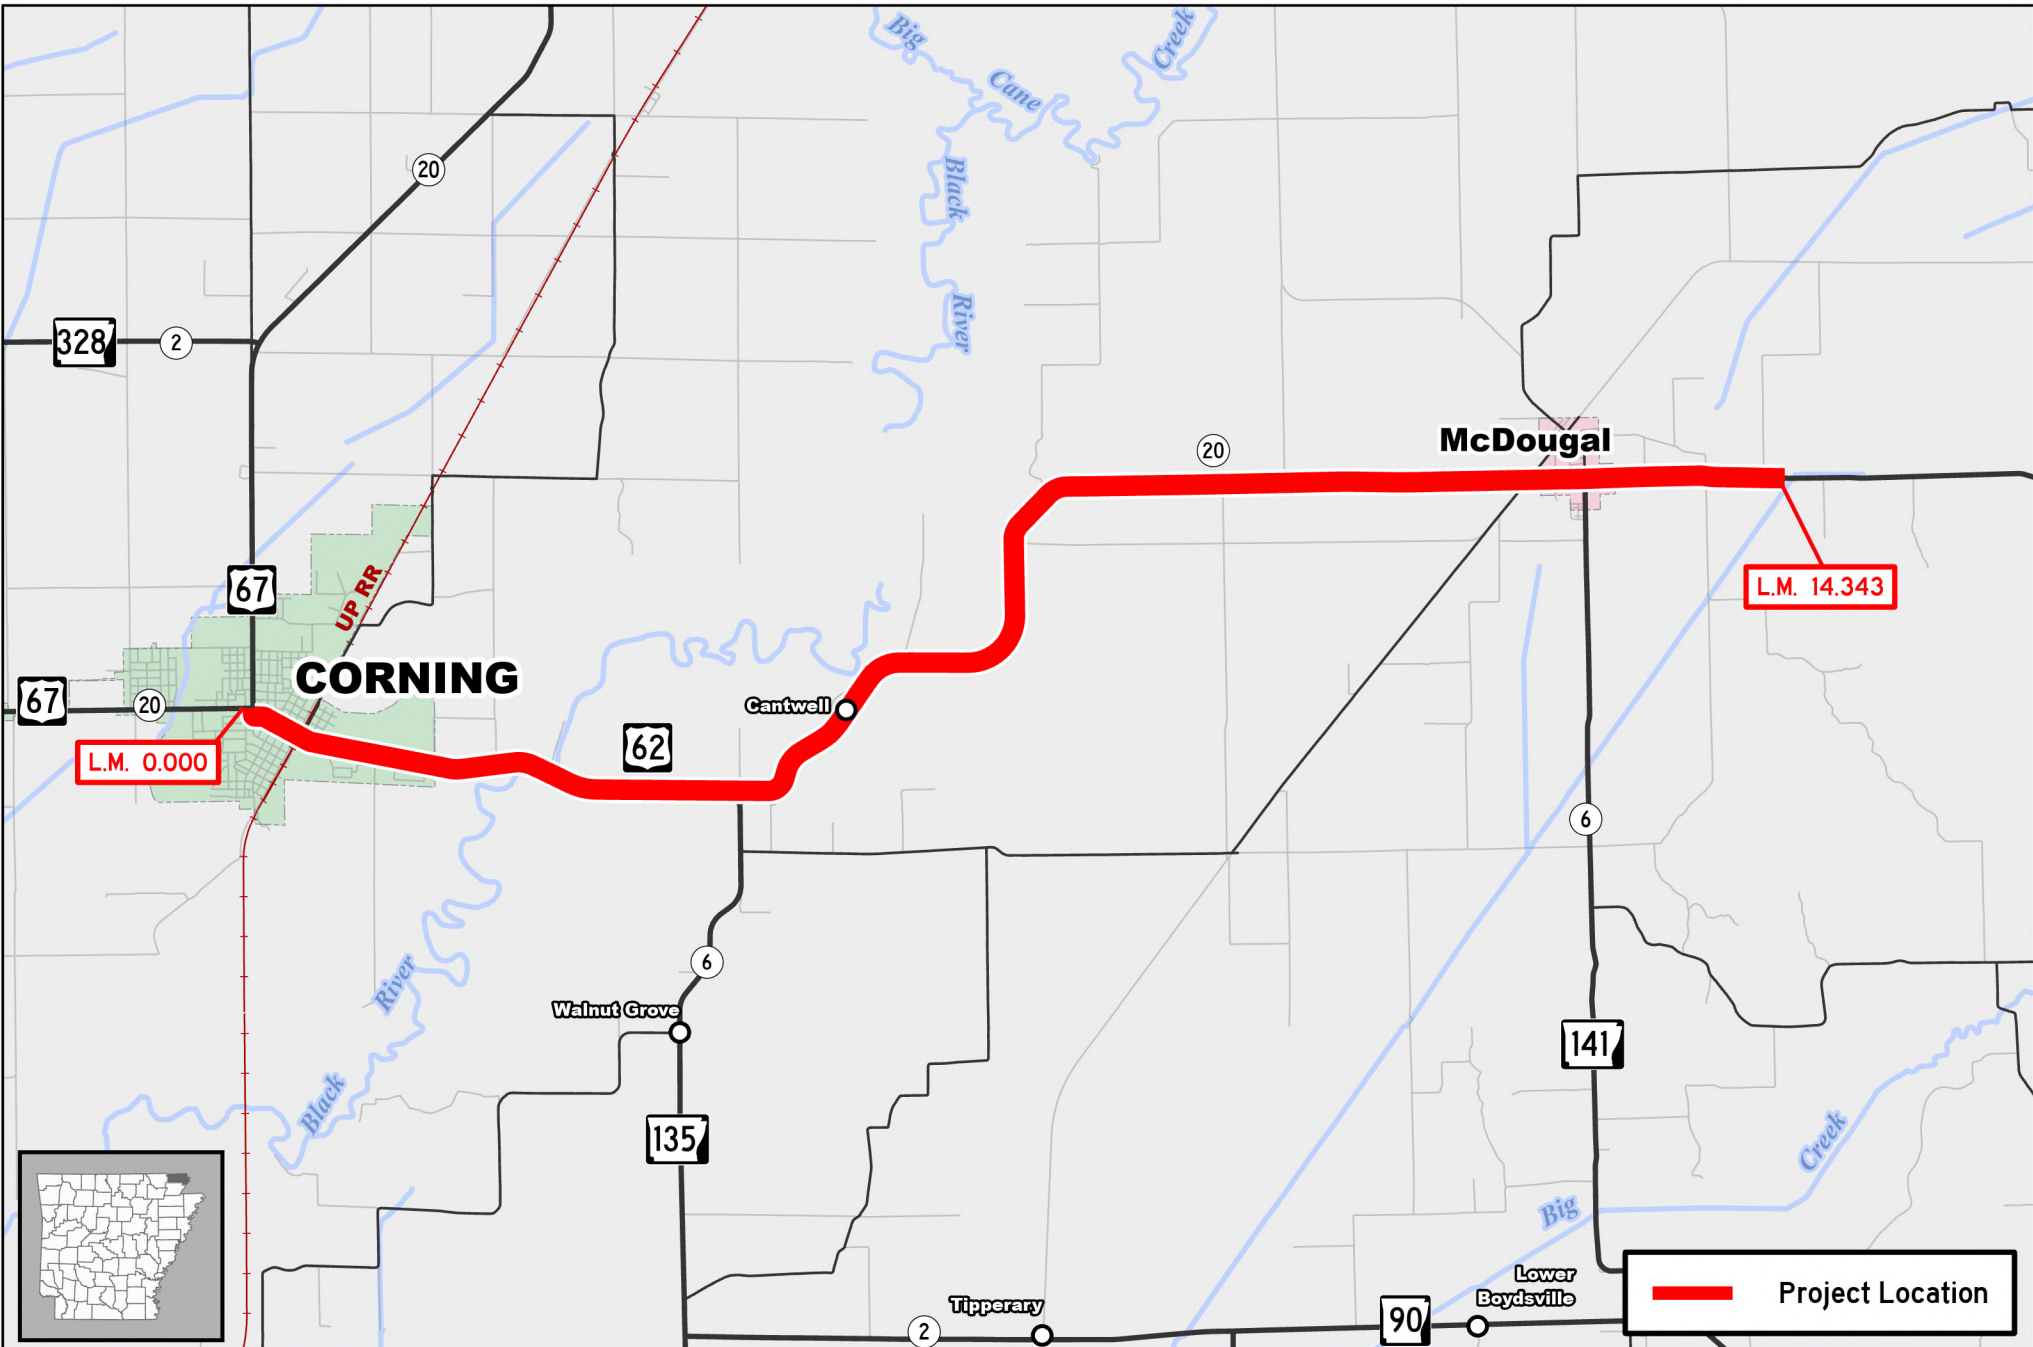 Big
Cane
Creek
20
Black
River
328
2
20
McDougal
67
UP RR
L.M. 14.343
CORNING
67
20
Cantwell
62
L.M. 0.000
6
6
River
Walnut Grove
141
135
Black
Creek
Big
Lower
Boydsville
Project Location
Tipperary
90
2